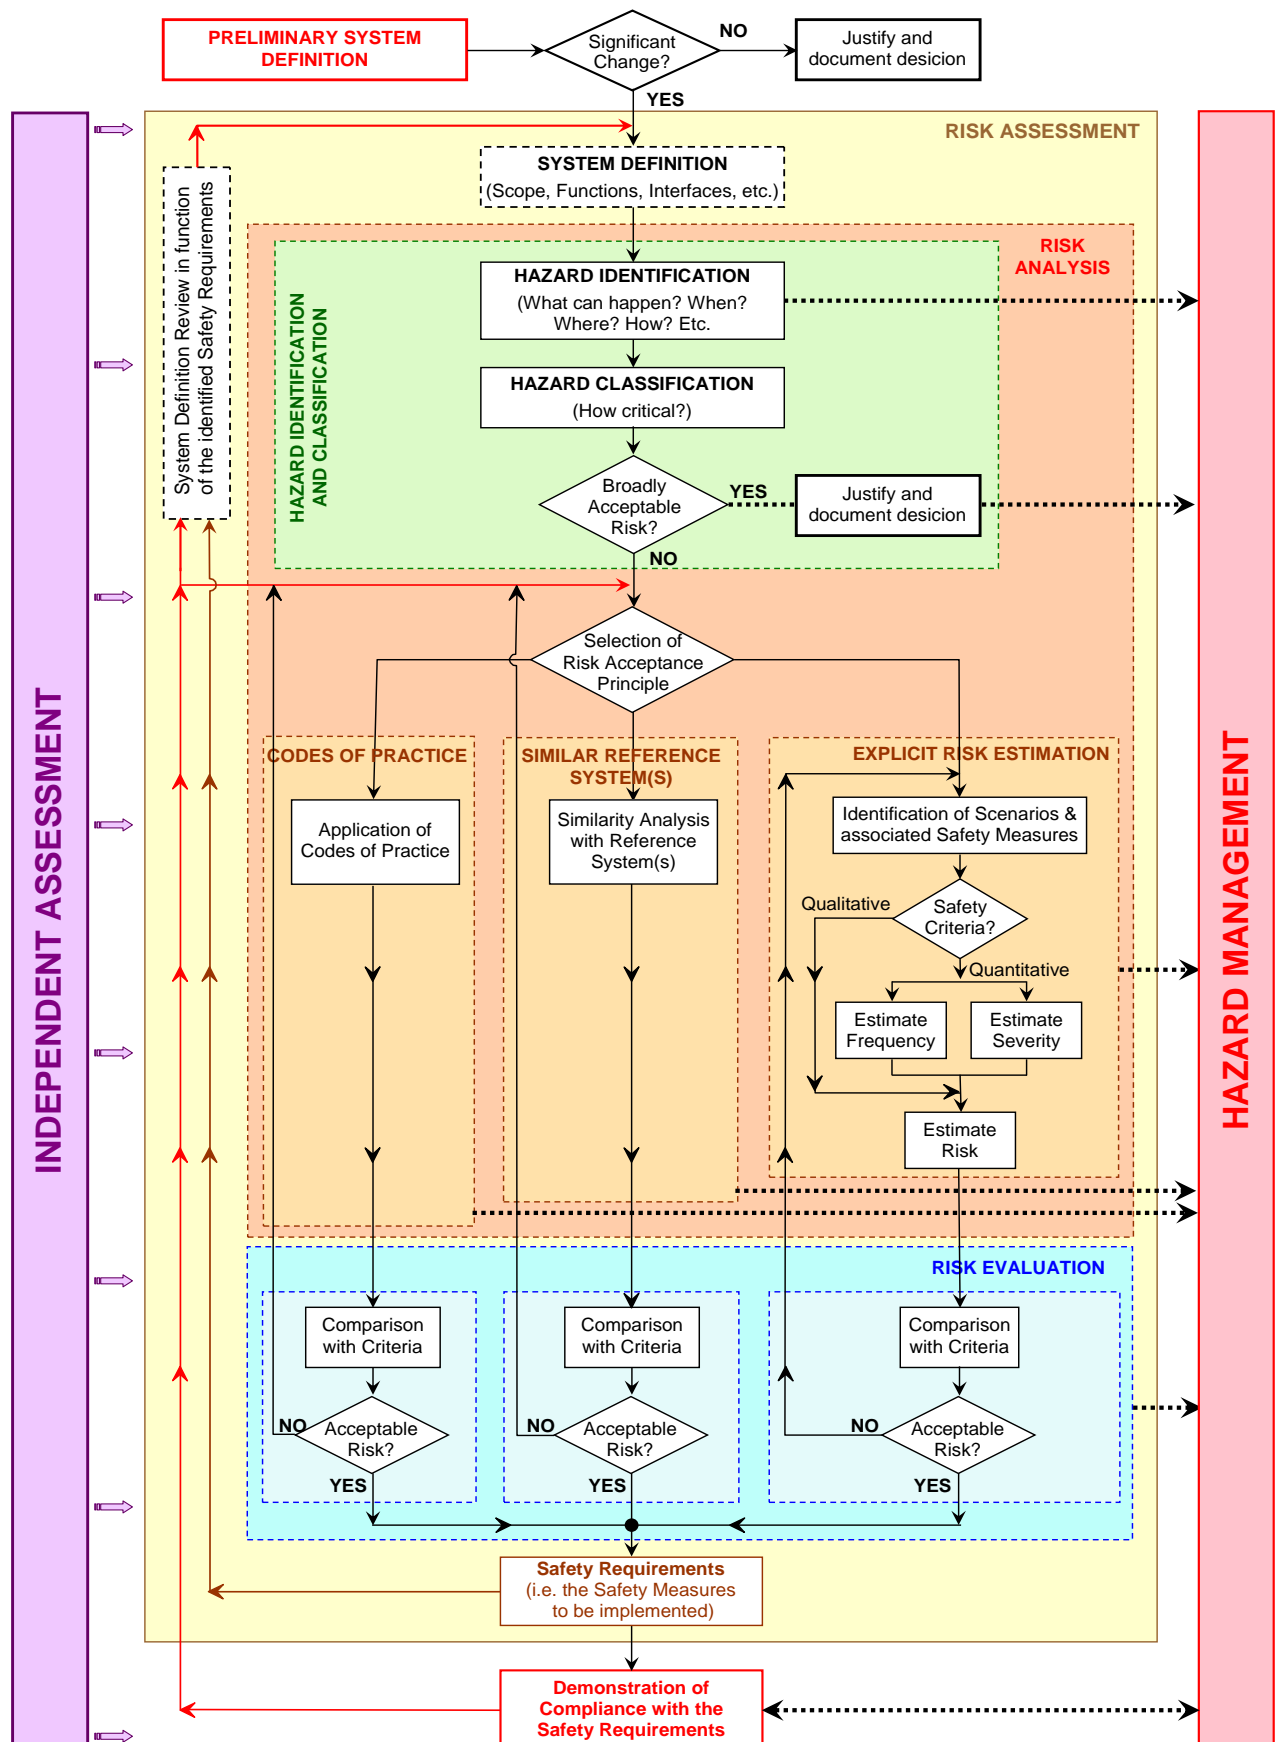 PRELIMINARY SYSTEM
DEFINITION
Significant
Change?
NO
Justify and
document desicion
YES
RISK ASSESSMENT
INDEPENDENT ASSESSMENT
HAZARD MANAGEMENT
System Definition Review in function
of the identified Safety Requirements
SYSTEM DEFINITION
(Scope, Functions, Interfaces, etc.)
RISK
ANALYSIS
HAZARD IDENTIFICATION
AND CLASSIFICATION
HAZARD IDENTIFICATION
(What can happen? When?
Where? How? Etc.
HAZARD CLASSIFICATION
(How critical?)
Broadly
Acceptable
Risk?
YES
Justify and
document desicion
NO
Selection of
Risk Acceptance
Principle
CODES OF PRACTICE
Application of
Codes of Practice
SIMILAR REFERENCE
SYSTEM(S)
Similarity Analysis
with Reference
System(s)
EXPLICIT RISK ESTIMATION
Identification of Scenarios &
associated Safety Measures
Safety
Criteria?
Qualitative
Quantitative
Estimate
Frequency
Estimate
Severity
Estimate
Risk
RISK EVALUATION
Comparison
with Criteria
Acceptable
Risk?
NO
YES
Comparison
with Criteria
Acceptable
Risk?
NO
YES
Comparison
with Criteria
Acceptable
Risk?
NO
YES
Safety Requirements
(i.e. the Safety Measures
to be implemented)
Demonstration of
Compliance with the
Safety Requirements